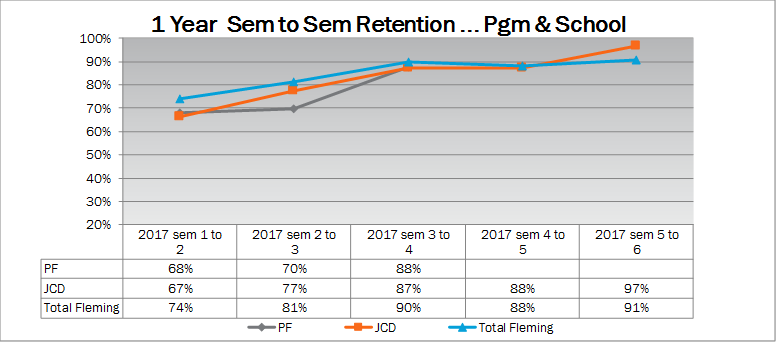 1 Year  Sem to Sem Retention ... Pgm & School
100%
90%
80%
70%
60%
50%
40%
30%
20%
2017 sem 1 to 2017 sem 2 to 2017 sem 3 to 2017 sem 4 to 2017 sem 5 to
2 3 4 5 6
PF 68% 70% 88%
JCD 67% 77% 87% 88% 97%
Total Fleming 74% 81% 90% 88% 91%
PF JCD Total Fleming